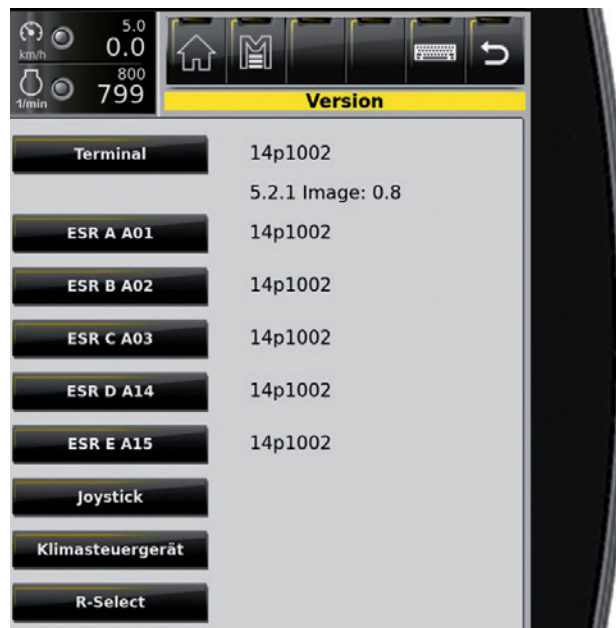 5.0
km/h 0.0
800
1/min 799
Version
Terminal 14p1002
5.2.1 Image: 0.8
ESR A A01 14p1002
ESR B A02 14p1002
ESR C A03 14p1002
ESR D A14 14p1002
ESR E A15 14p1002
Joystick
Klimasteuergerät
R-Select